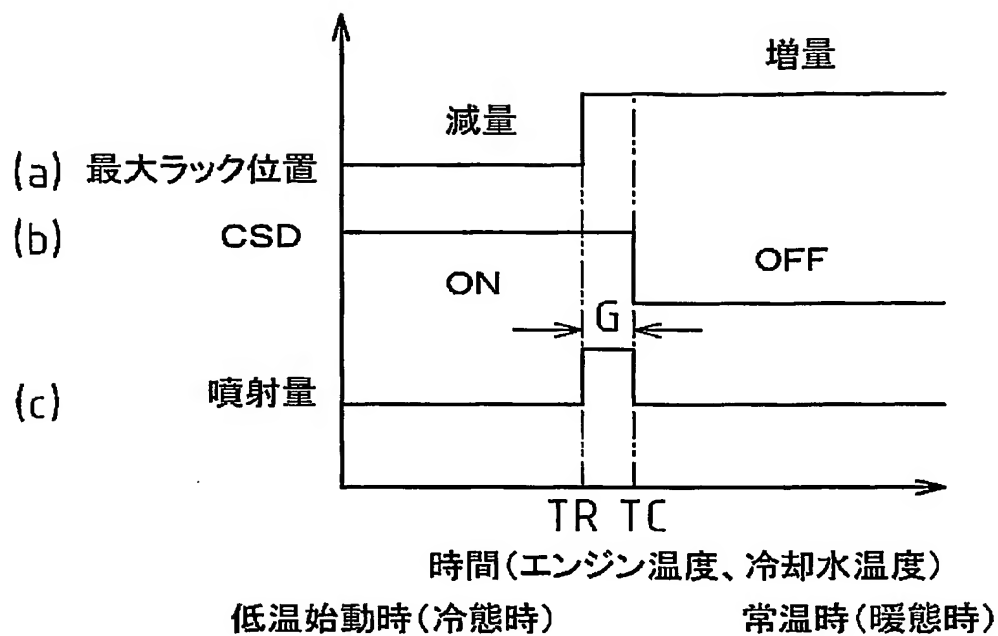 増量
減量
(a) 最大ラック位置
(b) CSD
ON
OFF
G
(c) 噴射量
TR TC
時間(エンジン温度、冷却水温度)
低温始動時(冷態時) 常温時(暖態時)